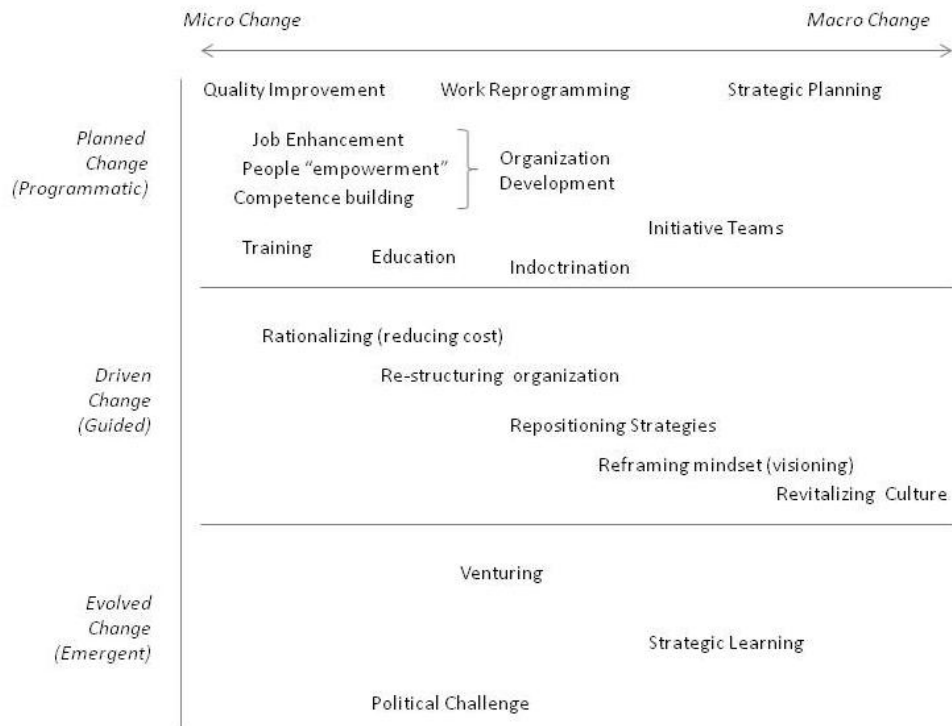 Micro Change
Macro Change
Quality Improvement
Work Reprogramming
Strategic Planning
Planned
Change
(Programmatic)
Job Enhancement
People “empowerment”
Competence building
Organization
Development
Initiative Teams
Training
Education
Indoctrination
Driven
Change
(Guided)
Rationalizing (reducing cost)
Re-structuring organization
Repositioning Strategies
Reframing mindset (visioning)
Revitalizing Culture
Evolved
Change
(Emergent)
Venturing
Strategic Learning
Political Challenge